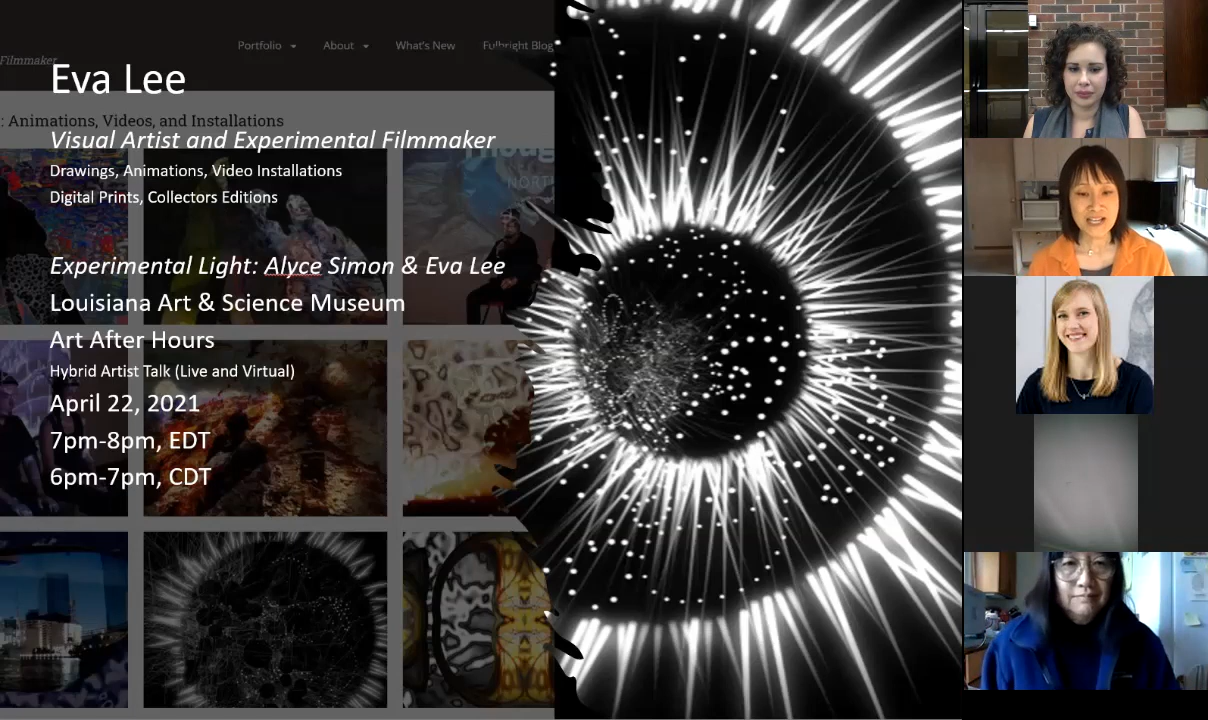 Portfolio About What's New Fulbright Blog
Filmmaker
Eva Lee
: Animations, Videos, and Installations
Visual Artist and Experimental Filmmaker
Drawings, Animations, Video Installations
Digital Prints, Collectors Editions
NORT
Experimental Light: Alyce Simon & Eva Lee
Louisiana Art & Science Museum
Art After Hours
Hybrid Artist Talk (Live and Virtual)
April 22, 2021
7pm-8pm, EDT
6pm-7pm, CDT